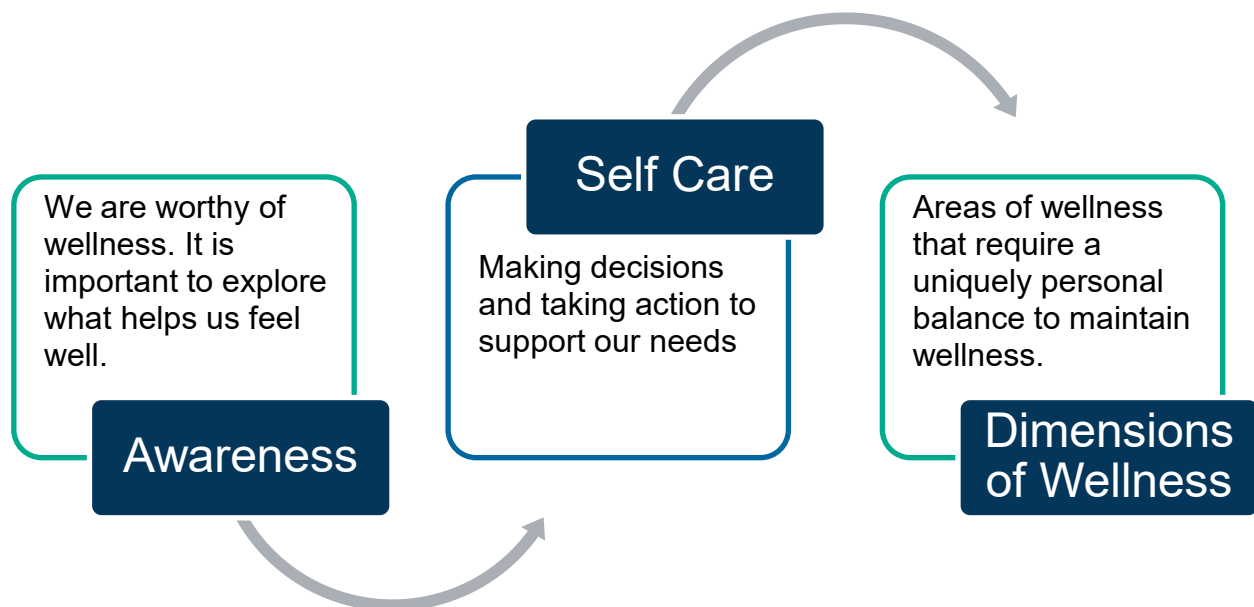 We are worthy of
wellness. It is
important to explore
what helps us feel
well.
Awareness
Self Care
Making decisions
and taking action to
support our needs
Areas of wellness
that require a
uniquely personal
balance to maintain
wellness.
Dimensions
of Wellness